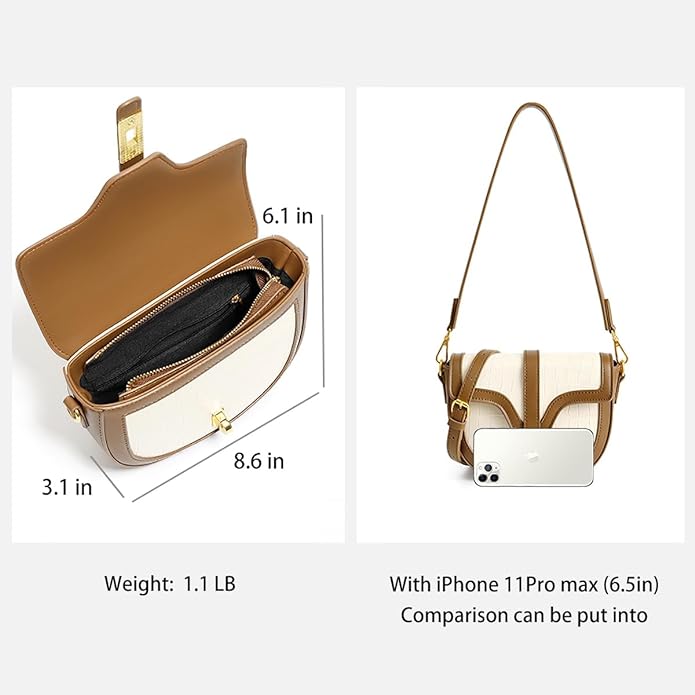 6.1 in
8.6 in
3.1 in
Weight:  1.1 LB
With iPhone 11Pro max (6.5in)
Comparison can be put into